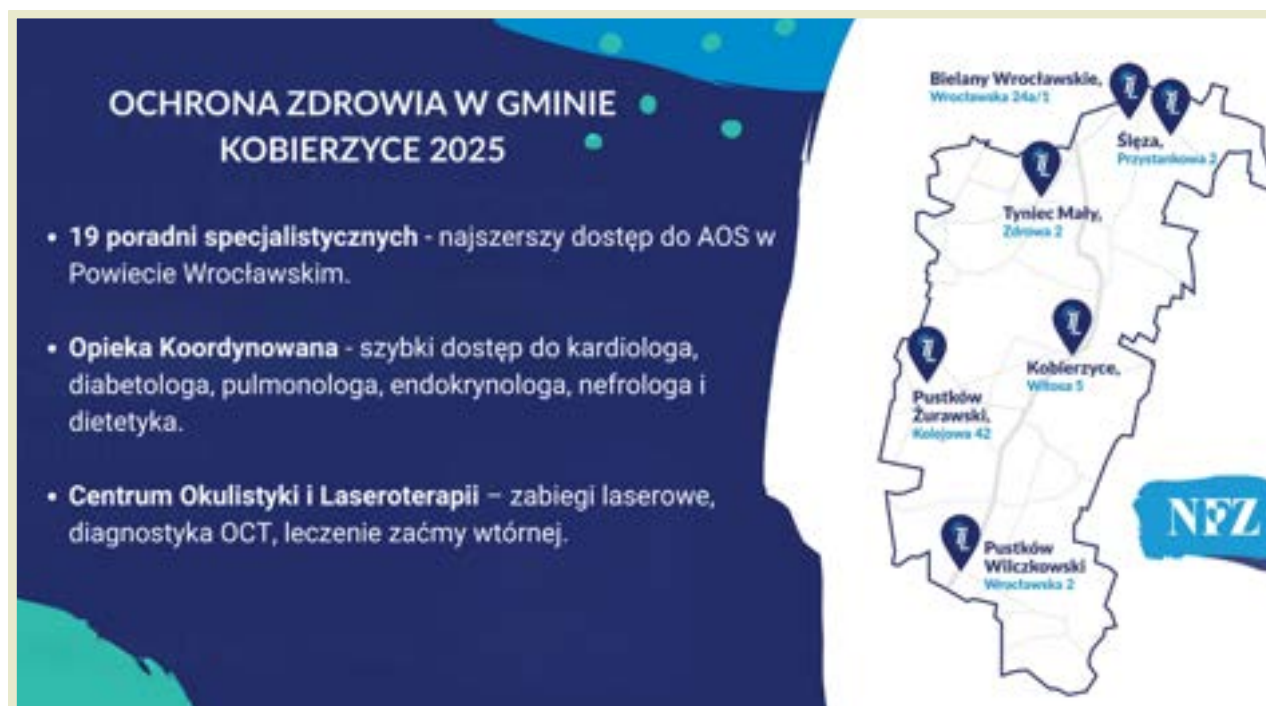 OCHRONA ZDROWIA W GMINIE
KOBIERZYCE 2025
• 19 poradni specjalistycznych - najszerszy dostęp do AOS w
Powiecie Wrocławskim.
• Opieka Koordynowana - szybki dostęp do kardiologa,
diabetologa, pulmonologa, endokrynologa, nefrologa i
dietetyka.
• Centrum Okulistyki i Laseroterapii – zabiegi laserowe,
diagnostyka OCT, leczenie zaćmy wtórnej.
Bielany Wrocławskie,
Wrocławska 24a/1
Ślęza,
Przystankowa 2
Tyniec Mały,
Zdrowa 2
Kobierzyce,
Witosa 5
Pustków
Żurawski,
Kolejowa 42
NFZ
Pustków
Wilczkowski
Wrocławska 2